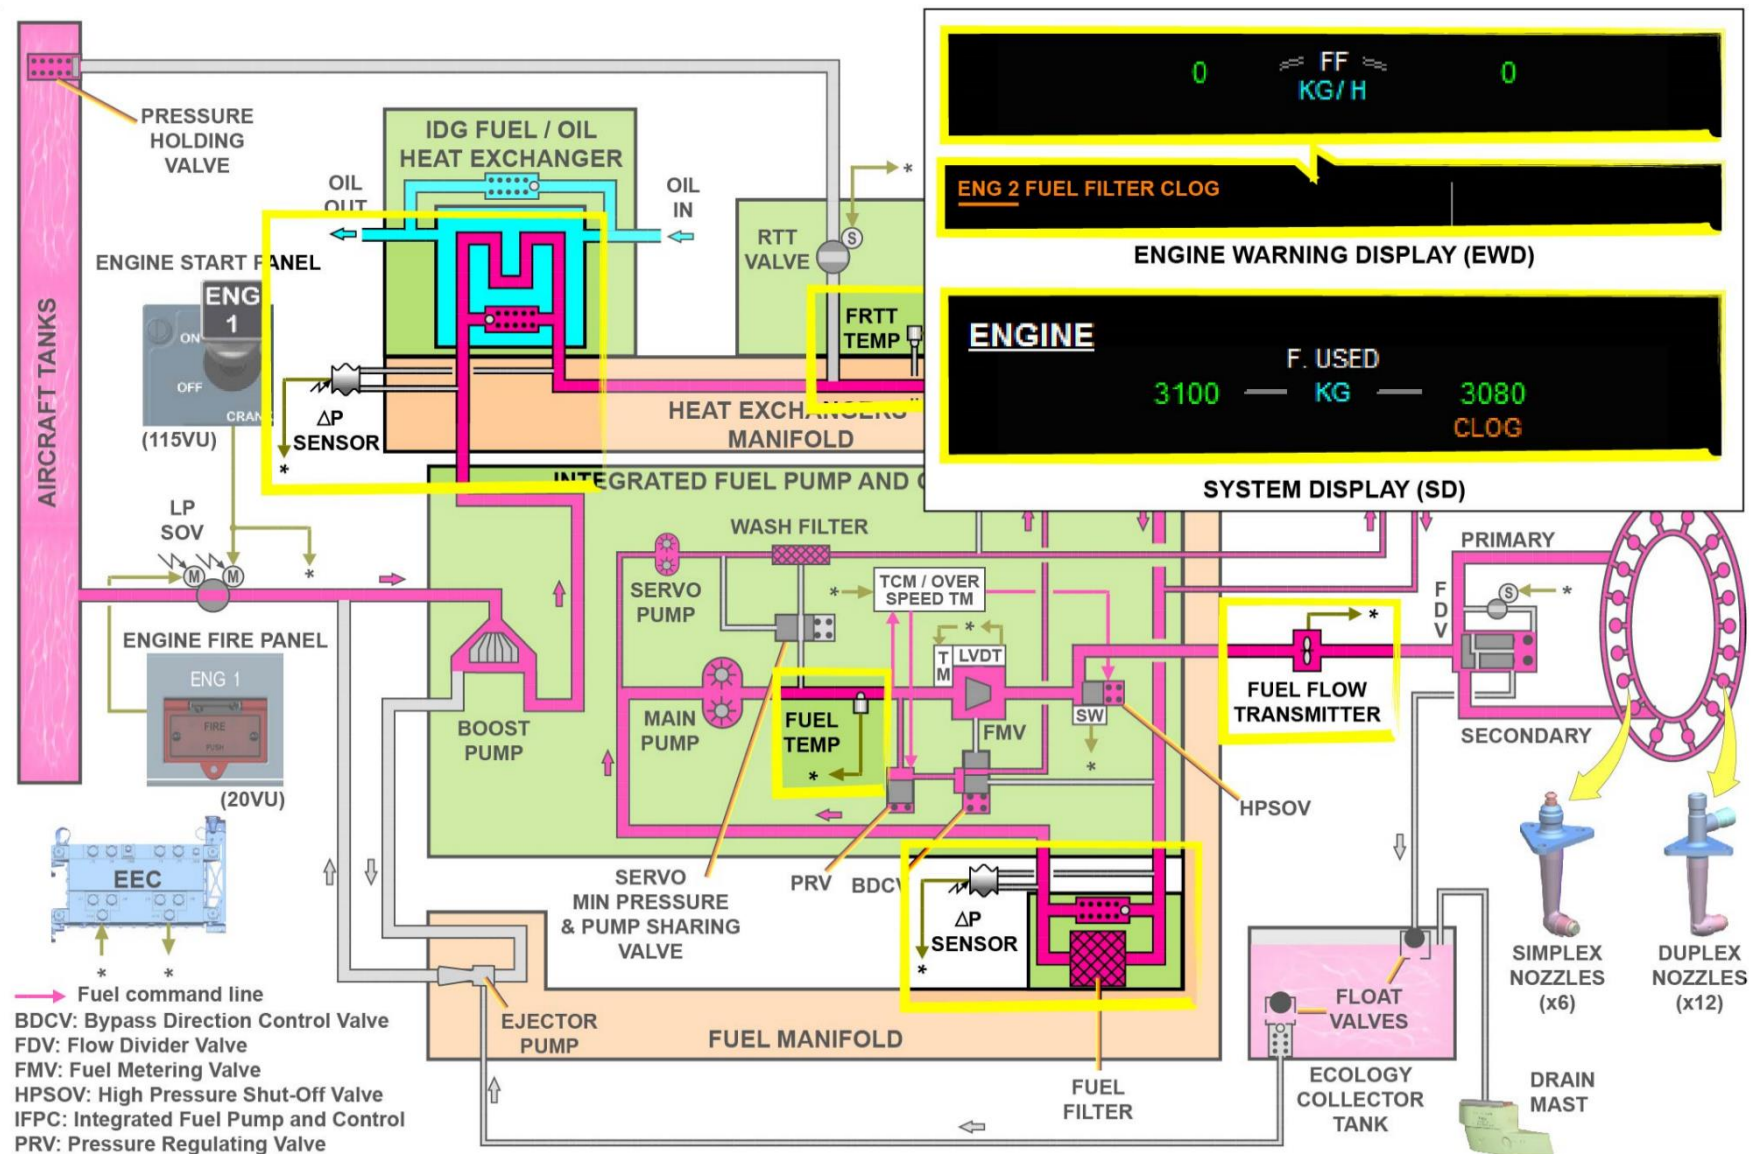 PRESSURE
HOLDING
VALVE
IDG FUEL / OIL
HEAT EXCHANGER
OIL
OUT
OIL
IN
*
RTT
VALVE
S
FRTT
TEMP
0
FF
KG/H
0
ENG 2 FUEL FILTER CLOG
ENGINE WARNING DISPLAY (EWD)
ENGINE
F. USED
3100
KG
3080
CLOG
SYSTEM DISPLAY (SD)
AIRCRAFT TANKS
ENGINE START PANEL
ENG
1
ON
OFF
CRANK
(115VU)
ΔP
SENSOR
*
HEAT EXCHANGERS
MANIFOLD
INTEGRATED FUEL PUMP AND C
LP
SOV
M
M
*
WASH FILTER
SERVO
PUMP
*
TCM / OVER
SPEED TM
*
TM
LVDT
MAIN
PUMP
FUEL
TEMP
*
FMV
SW
*
BOOST
PUMP
ENGINE FIRE PANEL
ENG 1
FIRE
PUSH
(20VU)
*
FUEL FLOW
TRANSMITTER
PRIMARY
FDV
S
*
SECONDARY
HPSOV
EEC
*
*
SERVO
MIN PRESSURE
& PUMP SHARING
VALVE
PRV
BDCV
ΔP
SENSOR
*
SIMPLEX
NOZZLES
(x6)
DUPLEX
NOZZLES
(x12)
FLOAT
VALVES
EJECTOR
PUMP
FUEL MANIFOLD
FUEL
FILTER
ECOLOGY
COLLECTOR
TANK
DRAIN
MAST
Fuel command line
BDCV: Bypass Direction Control Valve
FDV: Flow Divider Valve
FMV: Fuel Metering Valve
HPSOV: High Pressure Shut-Off Valve
IFPC: Integrated Fuel Pump and Control
PRV: Pressure Regulating Valve